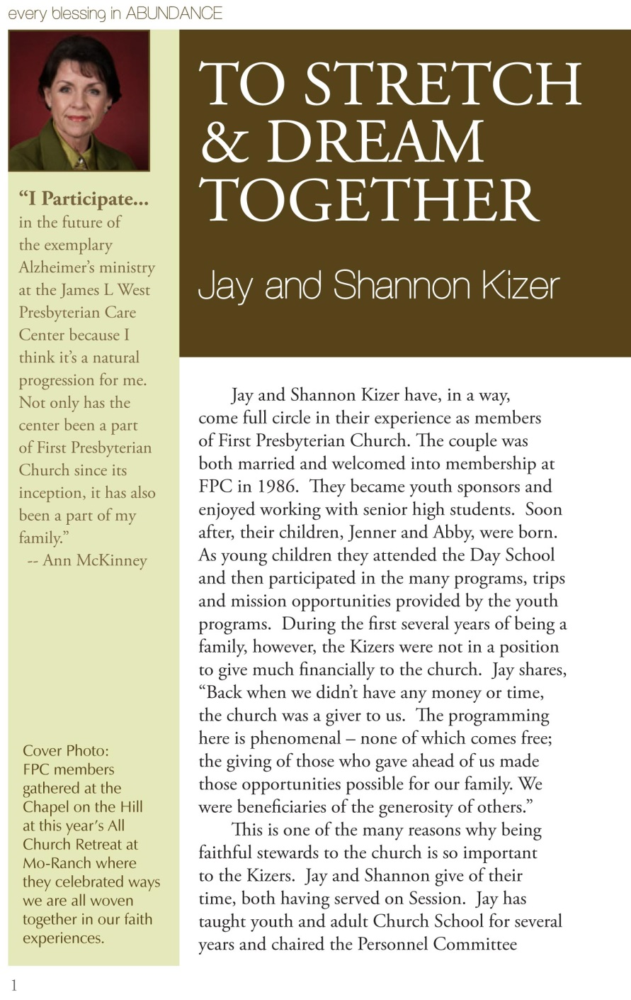 every blessing in ABUNDANCE
TO STRETCH
& DREAM
TOGETHER
Jay and Shannon Kizer
“I Participate...
in the future of
the exemplary
Alzheimer’s ministry
at the James L West
Presbyterian Care
Center because I
think it’s a natural
progression for me.
Not only has the
center been a part
of First Presbyterian
Church since its
inception, it has also
been a part of my
family.”
-- Ann McKinney
Cover Photo:
FPC members
gathered at the
Chapel on the Hill
at this year’s All
Church Retreat at
Mo-Ranch where
they celebrated ways
we are all woven
together in our faith
experiences.
Jay and Shannon Kizer have, in a way,
come full circle in their experience as members
of First Presbyterian Church. The couple was
both married and welcomed into membership at
FPC in 1986.  They became youth sponsors and
enjoyed working with senior high students.  Soon
after, their children, Jenner and Abby, were born.
As young children they attended the Day School
and then participated in the many programs, trips
and mission opportunities provided by the youth
programs.  During the first several years of being a
family, however, the Kizers were not in a position
to give much financially to the church.  Jay shares,
“Back when we didn’t have any money or time,
the church was a giver to us.  The programming
here is phenomenal – none of which comes free;
the giving of those who gave ahead of us made
those opportunities possible for our family. We
were beneficiaries of the generosity of others.”
This is one of the many reasons why being
faithful stewards to the church is so important
to the Kizers.  Jay and Shannon give of their
time, both having served on Session.  Jay has
taught youth and adult Church School for several
years and chaired the Personnel Committee
1